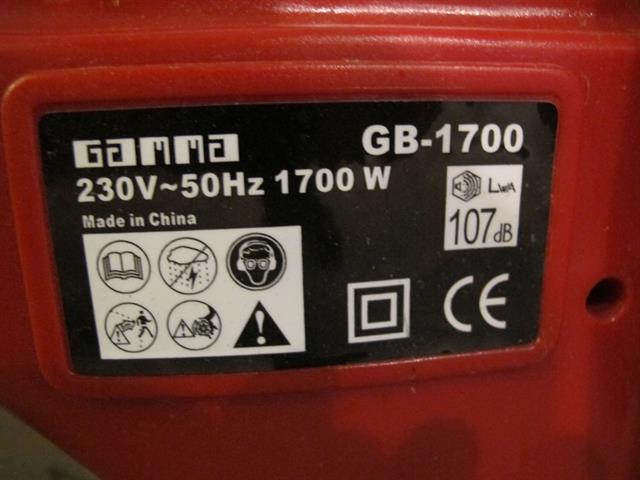 Gamma
GB-1700
230V~50Hz 1700 W
Made in China
LWA
107dB
!
CE